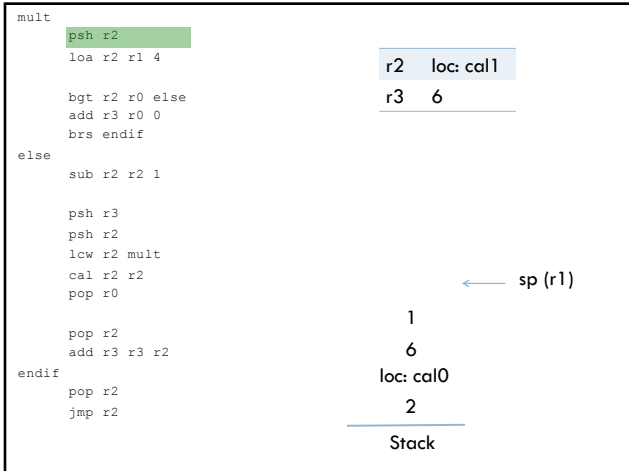 mult
psh r2
loa r2 r1 4
bgt r2 r0 else
add r3 r0 0
brs endif
else
sub r2 r2 1
psh r3
psh r2
lcw r2 mult
cal r2 r2
pop r0
pop r2
add r3 r3 r2
endif
pop r2
jmp r2
r2 loc: cal1
r3 6
sp (r1)
1
6
loc: cal0
2
Stack